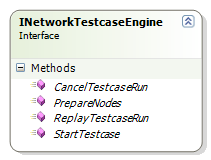 INetworkTestcaseEngine
Interface
Methods
CancelTestcaseRun
PrepareNodes
ReplayTestcaseRun
StartTestcase